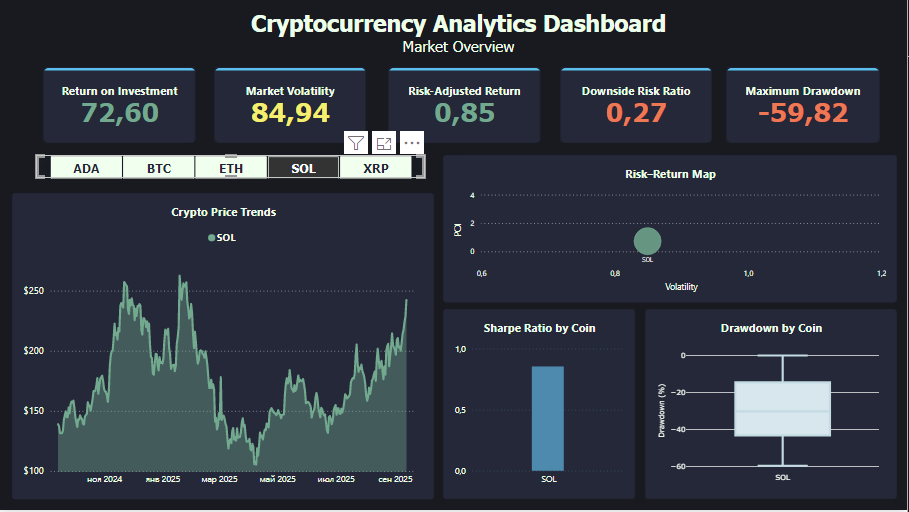 Cryptocurrency Analytics Dashboard
Market Overview
Return on Investment
72,60
Market Volatility
84,94
Risk-Adjusted Return
0,85
Downside Risk Ratio
0,27
Maximum Drawdown
-59,82
ADA BTC ETH SOL XRP
Crypto Price Trends
SOL
$250
$200
$150
$100
ноя 2024 янв 2025 мар 2025 май 2025 июл 2025 сен 2025
Risk–Return Map
РОИ
4
2
0
SOL
0,6 0,8 1,0 1,2
Volatility
Sharpe Ratio by Coin
1,0
0,5
0,0
SOL
Drawdown by Coin
Drawdown (%)
0
−20
−40
−60
SOL